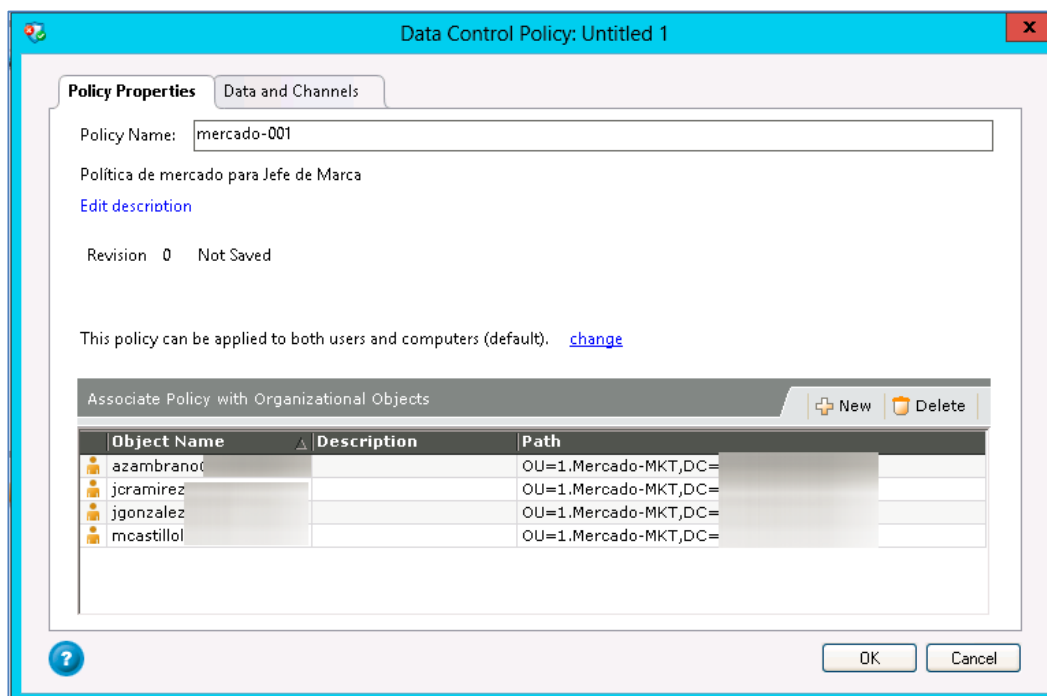 Data Control Policy: Untitled 1
x
Policy Properties
Data and Channels
Policy Name: mercado-001
Política de mercado para Jefe de Marca
Edit description
Revision 0 Not Saved
This policy can be applied to both users and computers (default). change
Associate Policy with Organizational Objects
New Delete
Object Name Description Path
azambrano OU=1.Mercado-MKT,DC=
jcramirez OU=1.Mercado-MKT,DC=
jgonzalez OU=1.Mercado-MKT,DC=
mcastillol OU=1.Mercado-MKT,DC=
?
OK Cancel